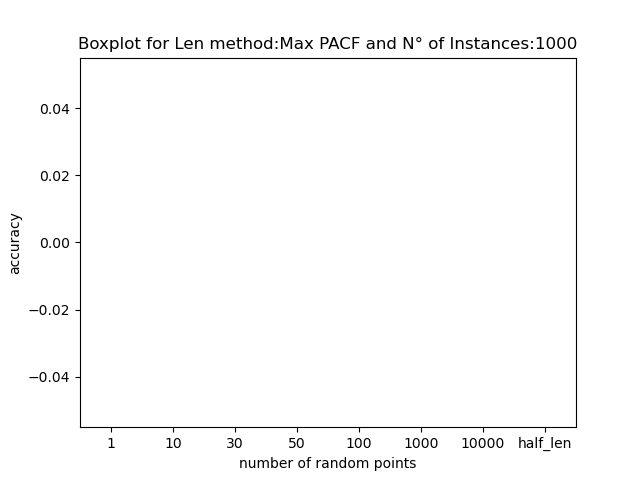 Boxplot for Len method:Max PACF and N° of Instances:1000
0.04
0.02
0.00
−0.02
−0.04
accuracy
1 10 30 50 100 1000 10000 half_len
number of random points